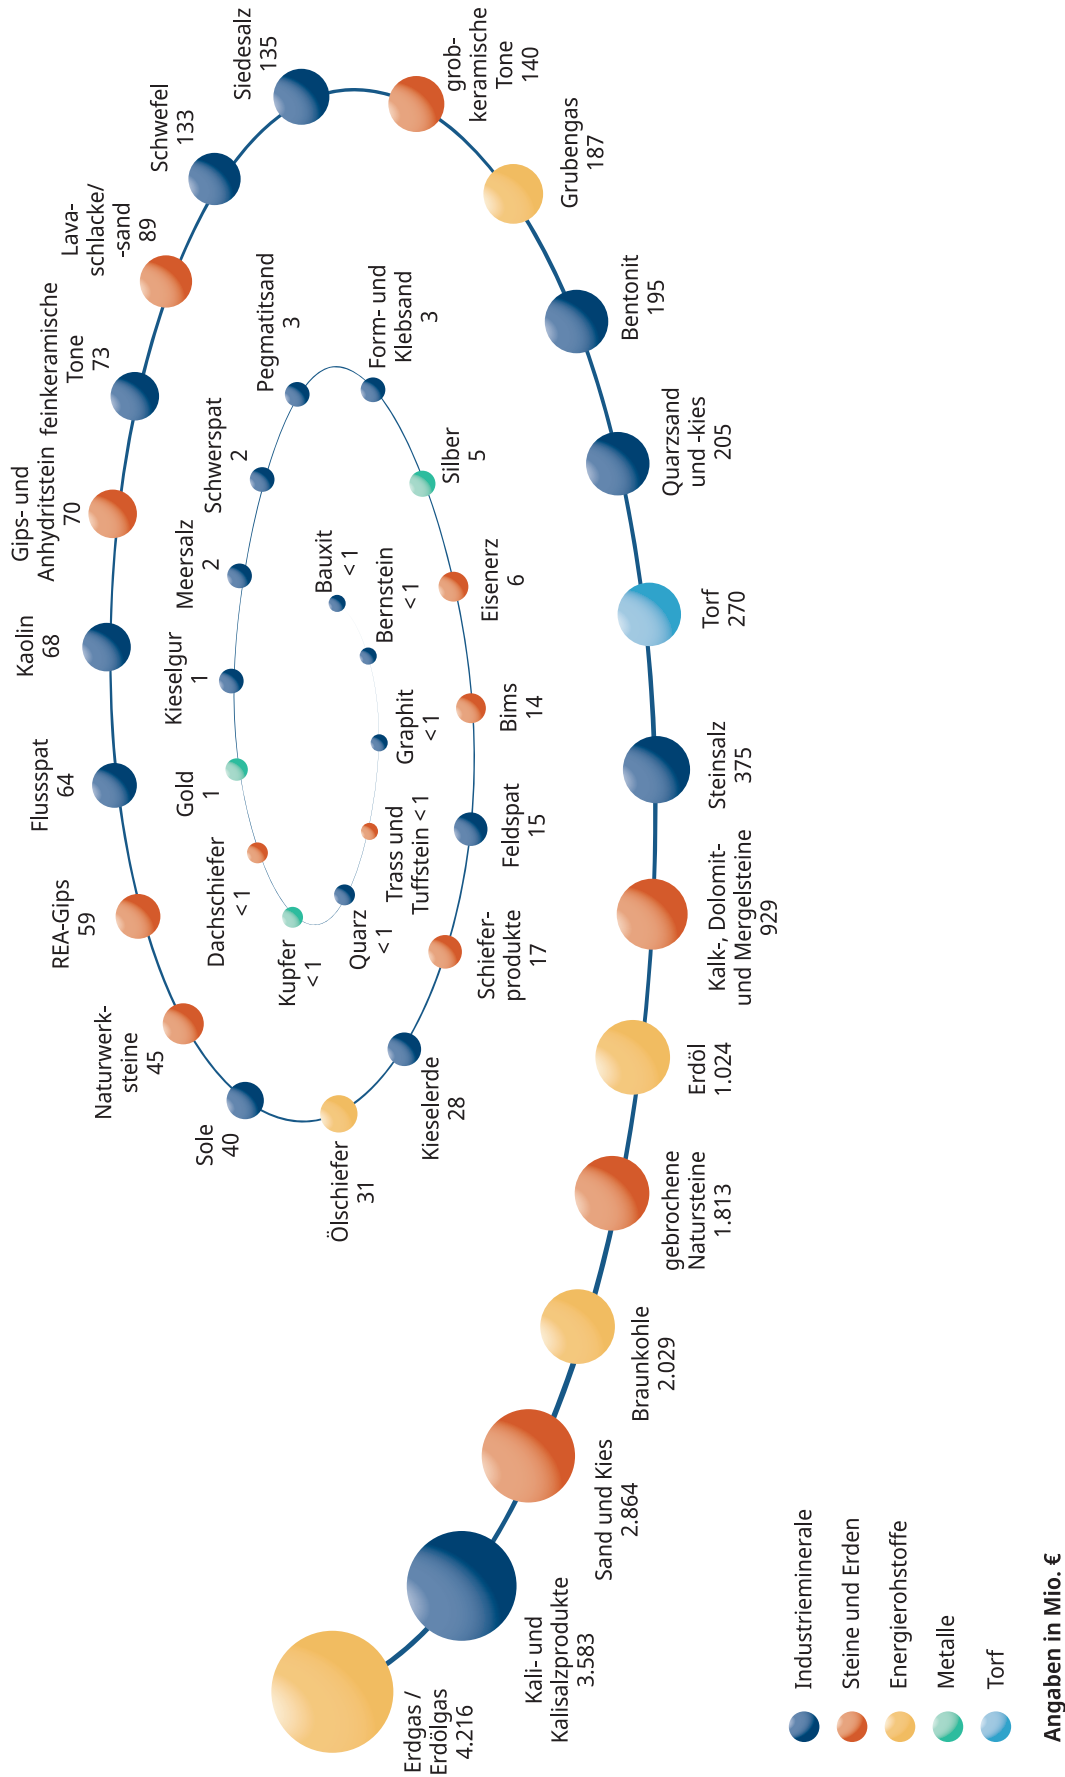 Erdgas /
Erdölgas
4.216
Kali- und
Kalisalzprodukte
3.583
Sand und Kies
2.864
Braunkohle
2.029
gebrochene
Natursteine
1.813
Erdöl
1.024
Kalk-, Dolomit-
und Mergelsteine
929
Steinsalz
375
Torf
270
Quarzsand
und -kies
205
Bentonit
195
Grubengas
187
grob-
keramische
Tone
140
Siedesalz
135
Schwefel
133
Lava-
schlacke/
-sand
89
feinkeramische
Tone
73
Gips- und
Anhydritstein
70
Kaolin
68
Flussspat
64
REA-Gips
59
Naturwerk-
steine
45
Sole
40
Ölschiefer
31
Kieselerde
28
Schiefer-
produkte
17
Feldspat
15
Bims
14
Eisenerz
6
Silber
5
Form- und
Klebsand
3
Pegmatitsand
3
Schwerspat
2
Meersalz
2
Kieselgur
1
Gold
1
Dachschiefer
< 1
Kupfer
< 1
Quarz
< 1
Trass und
Tuffstein < 1
Graphit
< 1
Bernstein
< 1
Bauxit
< 1
Industrieminerale
Steine und Erden
Energierohstoffe
Metalle
Torf
Angaben in Mio. €